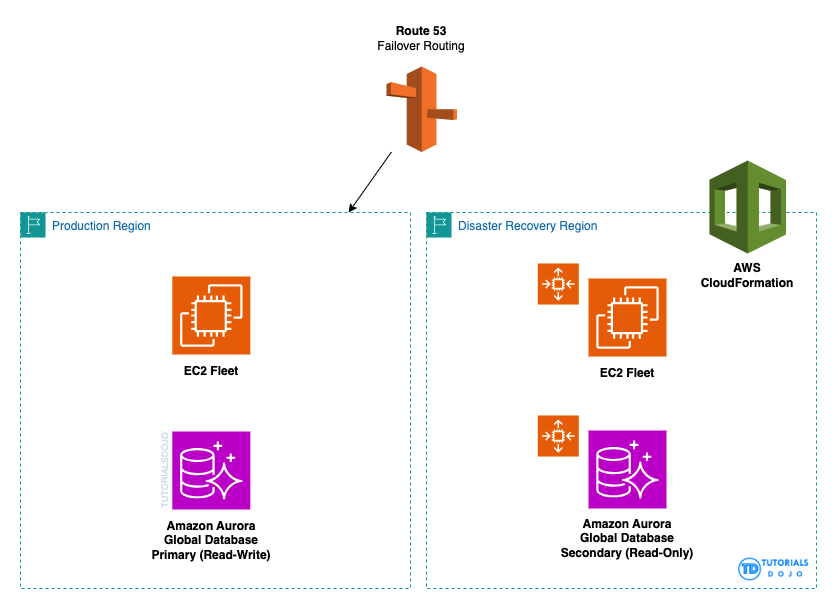 Route 53
Failover Routing
Production Region
Disaster Recovery Region
AWS
CloudFormation
EC2 Fleet
EC2 Fleet
TUTORIALSDOJO
Amazon Aurora
Global Database
Primary (Read-Write)
Amazon Aurora
Global Database
Secondary (Read-Only)
TD
TUTORIALS
DOJO